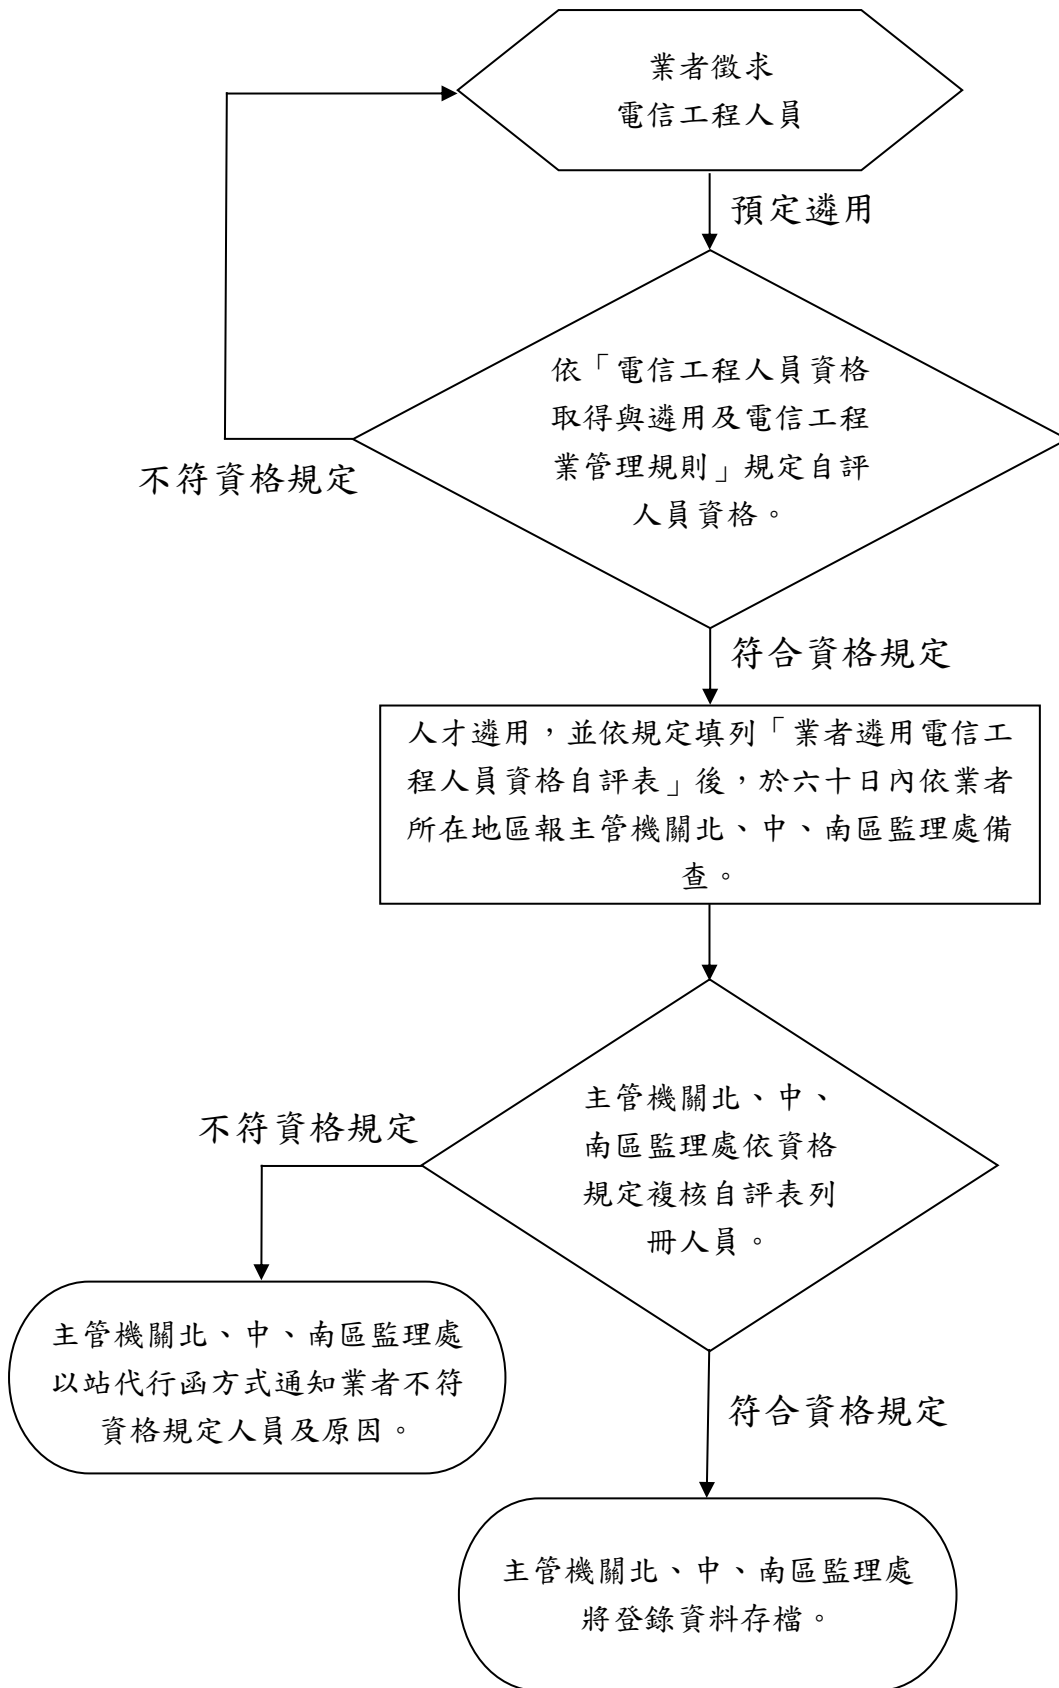 業者徵求
電信工程人員
預定遴用
依「電信工程人員資格
取得與遴用及電信工程
業管理規則」規定自評
人員資格。
不符資格規定
符合資格規定
人才遴用，並依規定填列「業者遴用電信工
程人員資格自評表」後，於六十日內依業者
所在地區報主管機關北、中、南區監理處備
查。
主管機關北、中、
南區監理處依資格
規定複核自評表列
冊人員。
不符資格規定
主管機關北、中、南區監理處
以站代行函方式通知業者不符
資格規定人員及原因。
符合資格規定
主管機關北、中、南區監理處
將登錄資料存檔。